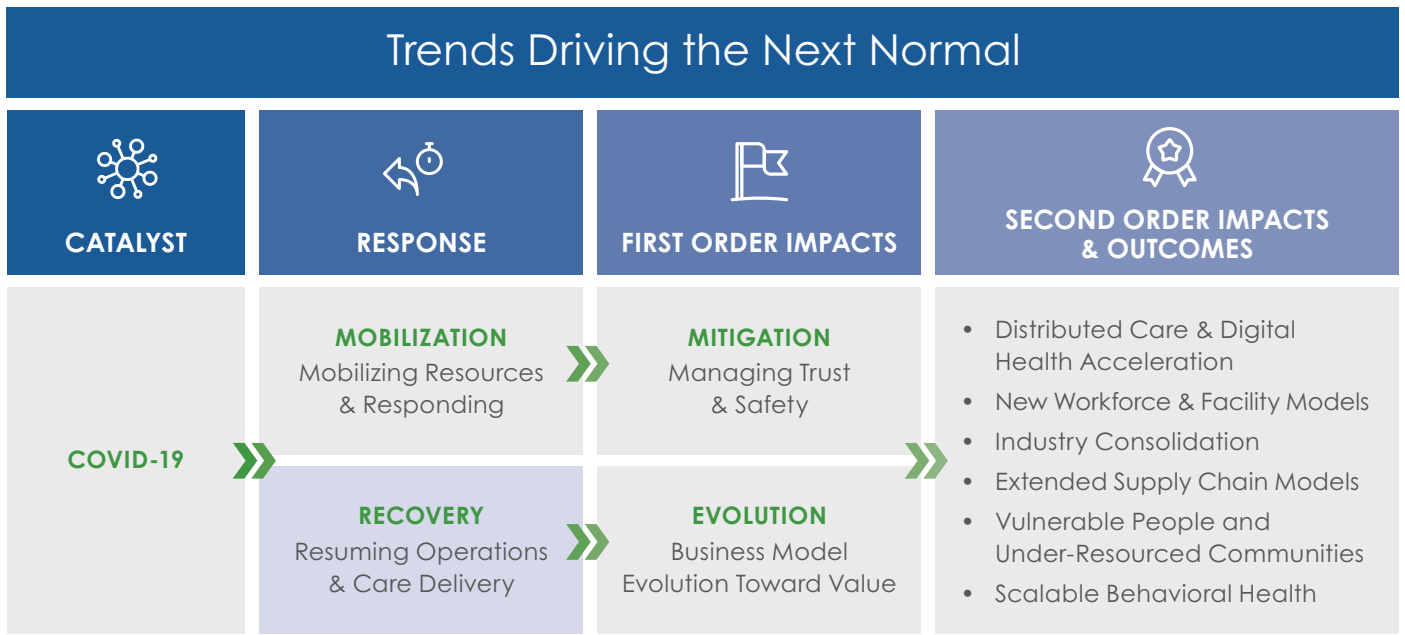 Trends Driving the Next Normal
CATALYST
RESPONSE
FIRST ORDER IMPACTS
SECOND ORDER IMPACTS
& OUTCOMES
COVID-19
MOBILIZATION
Mobilizing Resources
& Responding
MITIGATION
Managing Trust
& Safety
RECOVERY
Resuming Operations
& Care Delivery
EVOLUTION
Business Model
Evolution Toward Value
• Distributed Care & Digital
Health Acceleration
• New Workforce & Facility Models
• Industry Consolidation
• Extended Supply Chain Models
• Vulnerable People and
Under-Resourced Communities
• Scalable Behavioral Health